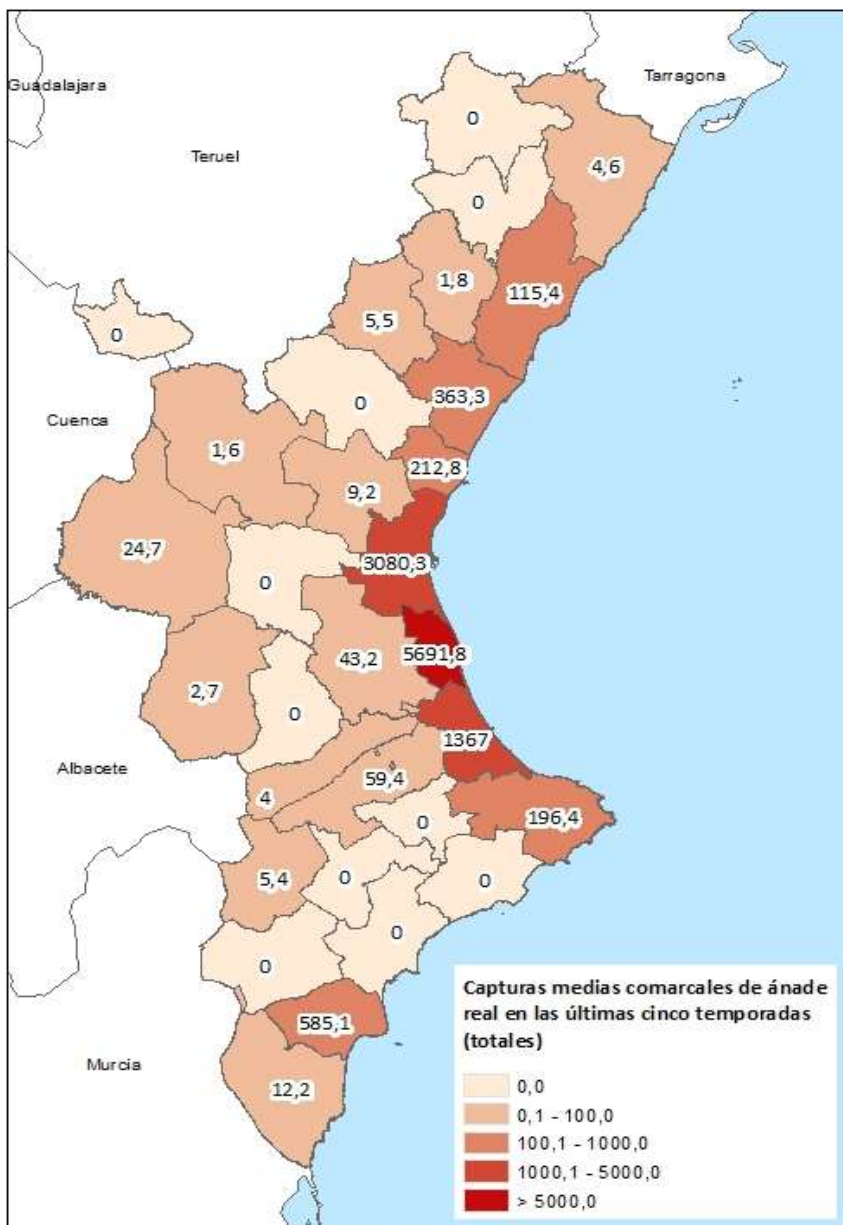 Guadalajara
Tarragona
Teruel
0
4,6
0
1,8
115,4
5,5
0
363,3
0
Cuenca
1,6
212,8
9,2
24,7
3080,3
0
43,2
5691,8
2,7
0
1367
Albacete
59,4
4
196,4
0
5,4
0
0
0
0
585,1
Murcia
12,2
Capturas medias comarcales de ánade
real en las últimas cinco temporadas
(totales)
0,0
0,1 - 100,0
100,1 - 1000,0
1000,1 - 5000,0
> 5000,0